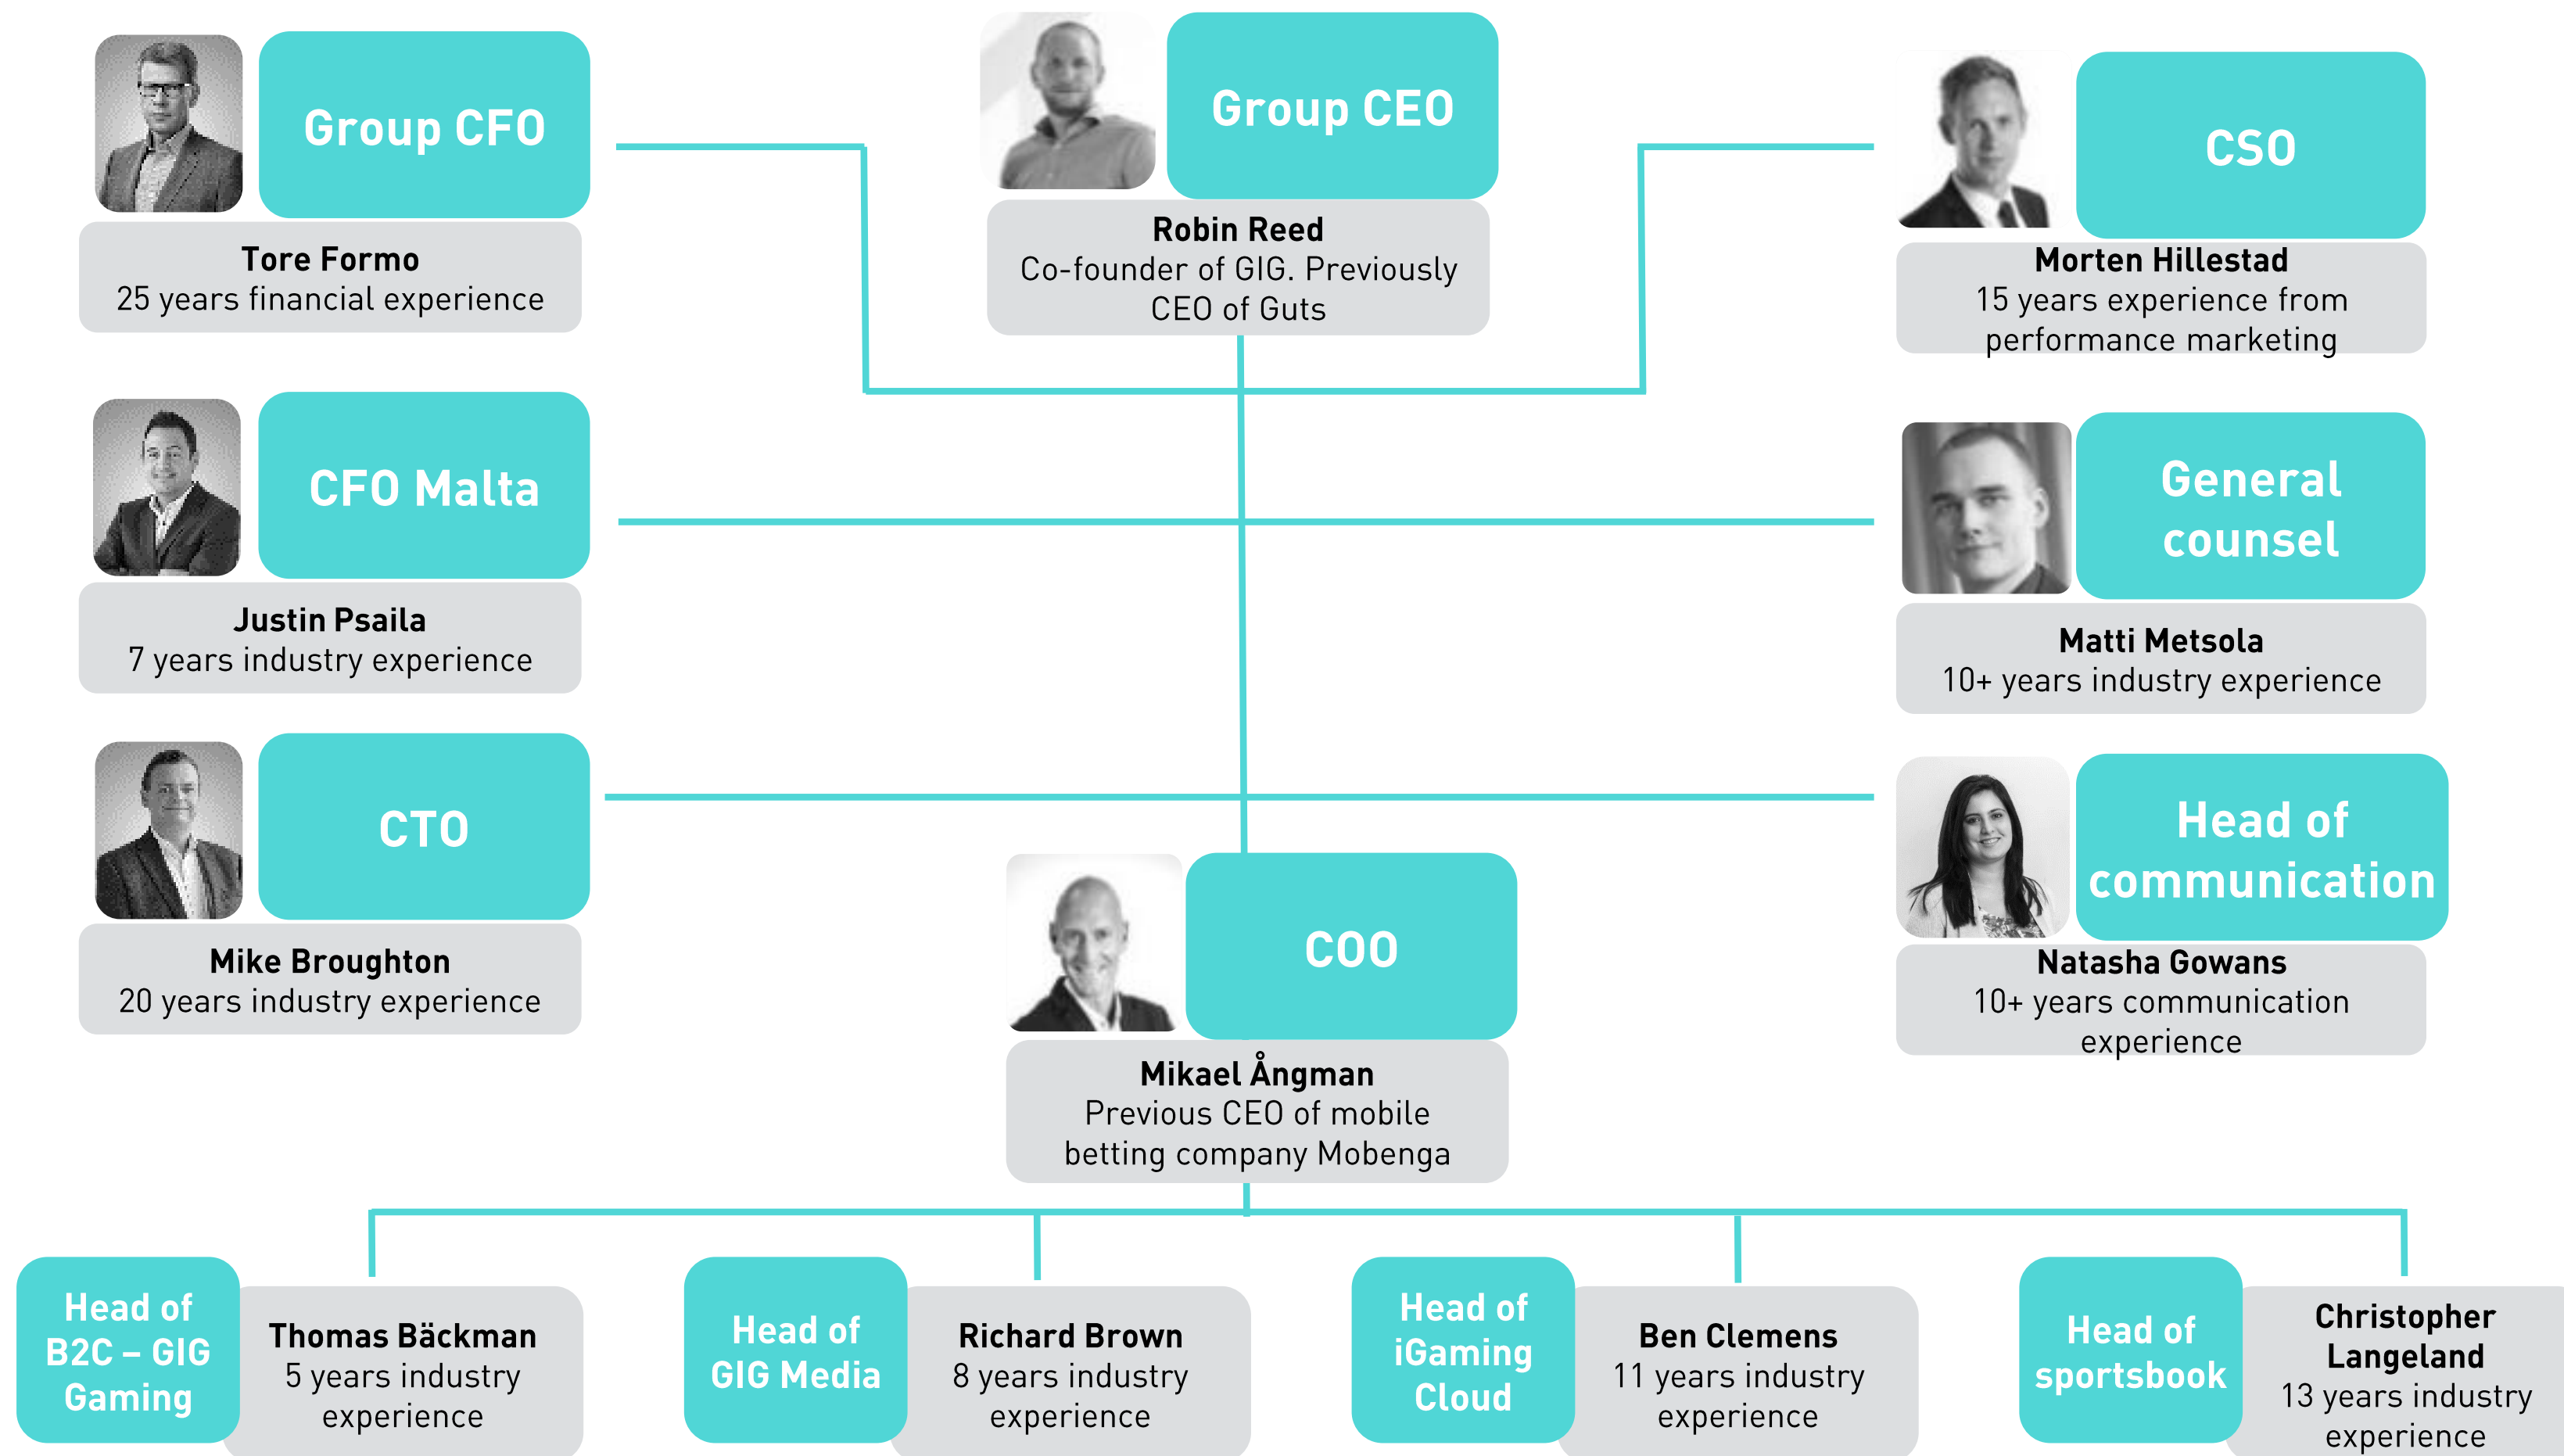 Group CFO
Tore Formo
25 years financial experience
Group CEO
Robin Reed
Co-founder of GIG. Previously
CEO of Guts
CSO
Morten Hillestad
15 years experience from
performance marketing
CFO Malta
Justin Psaila
7 years industry experience
General
counsel
Matti Metsola
10+ years industry experience
CTO
Mike Broughton
20 years industry experience
COO
Mikael Ångman
Previous CEO of mobile
betting company Mobenga
Head of
communication
Natasha Gowans
10+ years communication
experience
Head of
B2C – GIG
Gaming
Thomas Bäckman
5 years industry
experience
Head of
GIG Media
Richard Brown
8 years industry
experience
Head of
iGaming
Cloud
Ben Clemens
11 years industry
experience
Head of
sportsbook
Christopher
Langeland
13 years industry
experience